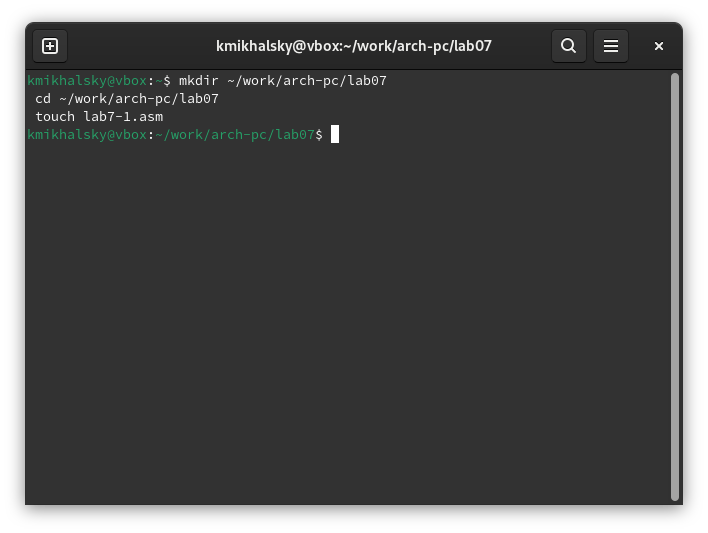 kmikhalsky@vbox:~/work/arch-pc/lab07
kmikhalsky@vbox:~$ mkdir ~/work/arch-pc/lab07
cd ~/work/arch-pc/lab07
touch lab7-1.asm
kmikhalsky@vbox:~/work/arch-pc/lab07$